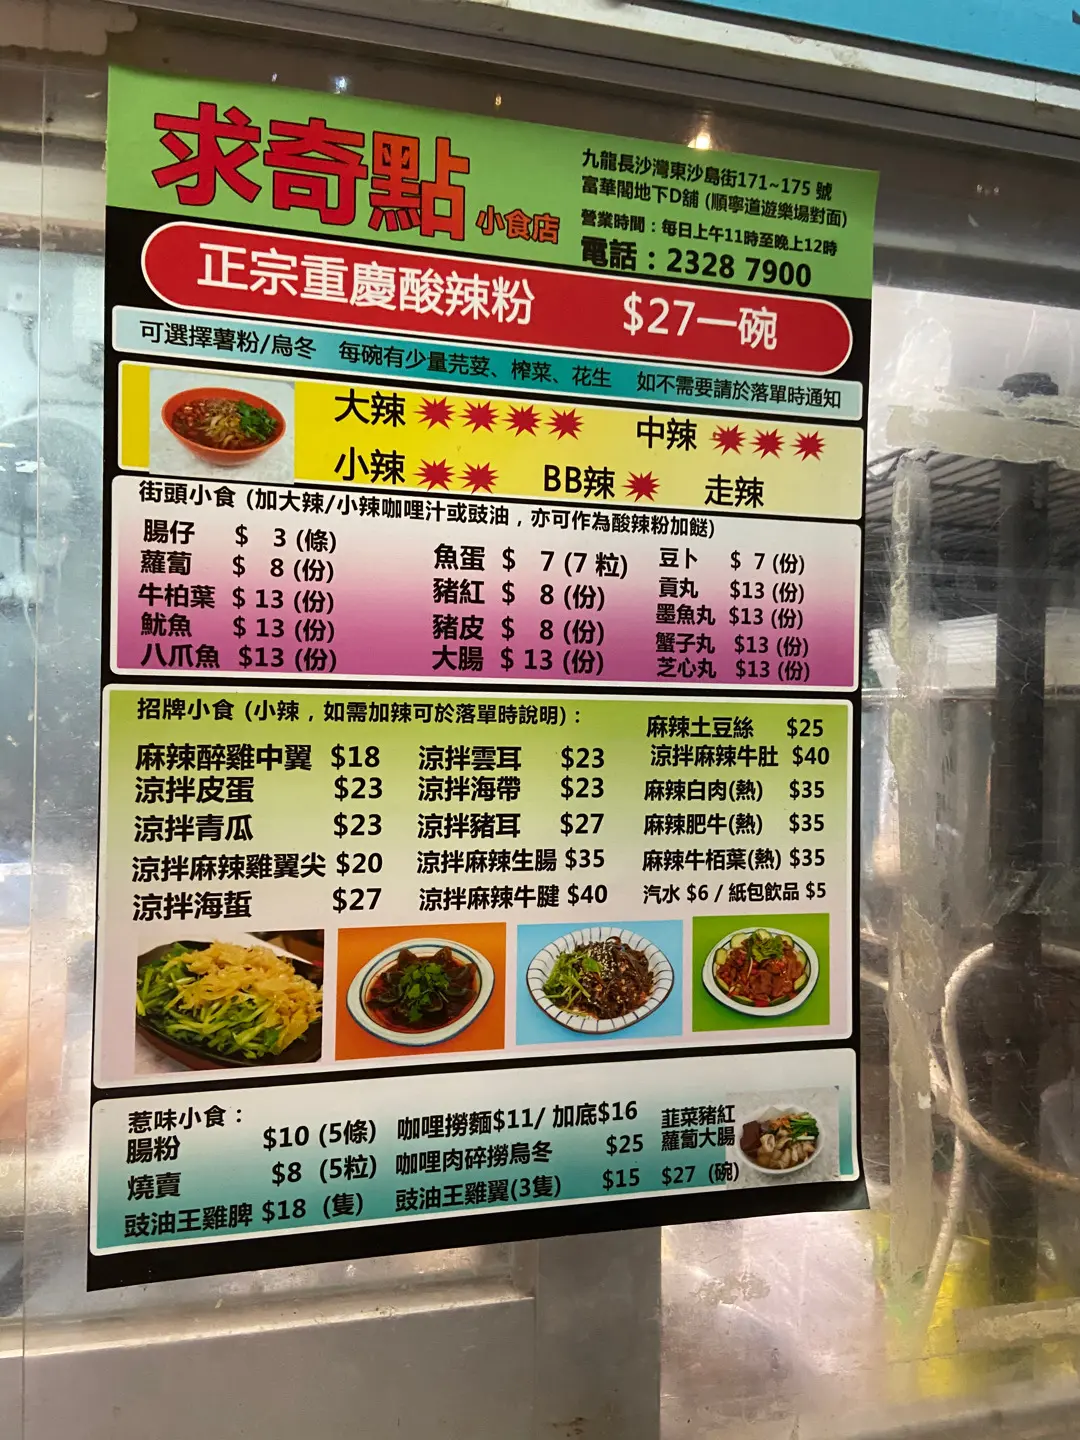 求奇點 小食店
九龍長沙灣東沙島街171~175 號
富華閣地下D舖 (順寧道遊樂場對面)
營業時間：每日上午11時至晚上12時
電話：2328 7900
正宗重慶酸辣粉 $27一碗
可選擇薯粉/烏冬 每碗有少量芫荽、榨菜、花生 如不需要請於落單時通知
大辣 中辣
小辣 BB辣 走辣
街頭小食 (加大辣/小辣咖哩汁或豉油，亦可作為酸辣粉加餸)
腸仔 $ 3 (條)
蘿蔔 $ 8 (份)
牛柏葉 $ 13 (份)
魷魚 $ 13 (份)
八爪魚 $13 (份)
魚蛋 $ 7 (7 粒)
豬紅 $ 8 (份)
豬皮 $ 8 (份)
大腸 $ 13 (份)
豆卜 $ 7 (份)
貢丸 $13 (份)
墨魚丸 $13 (份)
蟹子丸 $13 (份)
芝心丸 $13 (份)
招牌小食 (小辣，如需加辣可於落單時說明)：
麻辣醉雞中翼 $18
涼拌皮蛋 $23
涼拌青瓜 $23
涼拌麻辣雞翼尖 $20
涼拌海蜇 $27
涼拌雲耳 $23
涼拌海帶 $23
涼拌豬耳 $27
涼拌麻辣生腸 $35
涼拌麻辣牛腱 $40
麻辣土豆絲 $25
涼拌麻辣牛肚 $40
麻辣白肉(熱) $35
麻辣肥牛(熱) $35
麻辣牛栢葉(熱) $35
汽水 $6 / 紙包飲品 $5
惹味小食：
腸粉 $10 (5條)
燒賣 $8 (5粒)
豉油王雞脾 $18 (隻)
咖哩撈麵$11/ 加底$16
咖哩肉碎撈烏冬 $25
豉油王雞翼(3隻) $15
韮菜豬紅
蘿蔔大腸
$27 (碗)